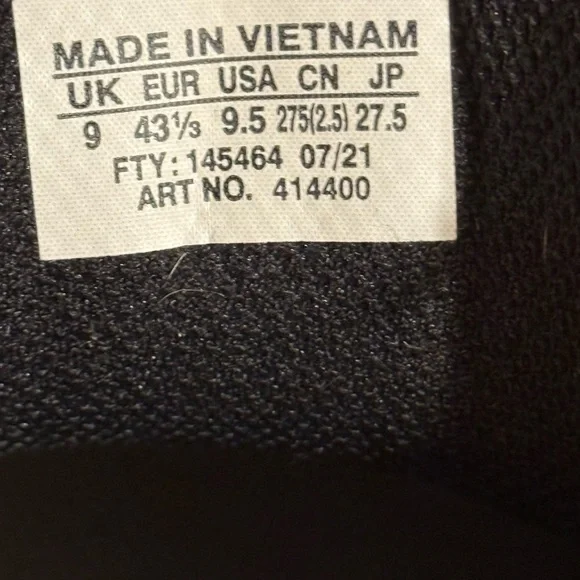 MADE IN VIETNAM
UK EUR USA CN JP
9 43⅓ 9.5 275(2.5) 27.5
FTY: 145464 07/21
ART NO. 414400